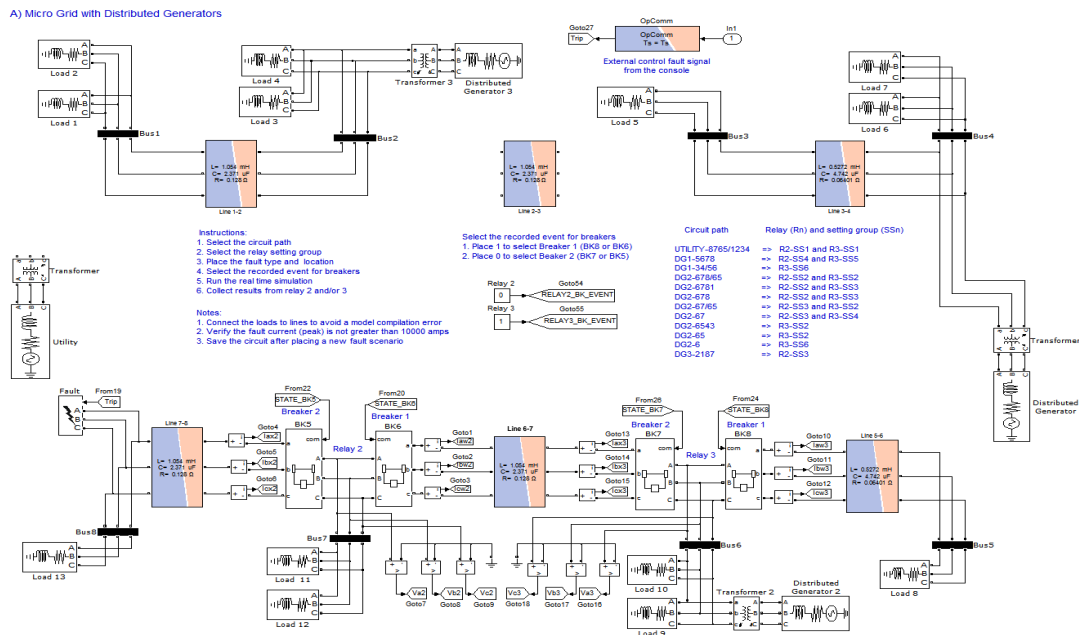 A) Micro Grid with Distributed Generators
Load 2
A
B
C
Load 1
A
B
C
Bus1
Load 4
A
B
C
Load 3
A
B
C
Transformer 3
Distributed
Generator 3
Bus2
Goto27
Trip
OpComm
OpComm
Ts = Ts
In1
1
External control fault signal
from the console
Load 5
A
B
C
Bus3
Load 7
A
B
C
Load 6
A
B
C
Bus4
L= 1.054 mH
C= 2.371 uF
R= 0.128 Ω
Line 1-2
L= 1.054 mH
C= 2.371 uF
R= 0.128 Ω
Line 2-3
L= 0.5272 mH
C= 4.742 uF
R= 0.06401 Ω
Line 3-4
Instructions:
1. Select the circuit path
2. Select the relay setting group
3. Place the fault type and  location
4. Select the recorded event for breakers
5. Run the real time simulation
6. Collect results from relay 2 and/or 3
Notes:
1. Connect the loads to lines to avoid a model compilation error
2. Verify the fault current (peak) is not greater than 10000 amps
3. Save the circuit after placing a new fault scenario
Select the recorded event for breakers
1. Place 1 to select Breaker 1 (BK8 or BK6)
2. Place 0 to select Beaker 2 (BK7 or BK5)
Relay 2
0
Goto54
RELAY2_BK_EVENT
Relay 3
1
Goto55
RELAY3_BK_EVENT
Circuit path Relay (Rn) and setting group (SSn)
UTILITY-8765/1234 => R2-SS1 and R3-SS1
DG1-5678 => R2-SS4 and R3-SS5
DG1-34/56 => R3-SS6
DG2-678/65 => R2-SS2 and R3-SS2
DG2-6781 => R2-SS2 and R3-SS3
DG2-678 => R2-SS2 and R3-SS3
DG2-67/65 => R2-SS3 and R3-SS2
DG2-67 => R2-SS3 and R3-SS4
DG2-6543 => R3-SS2
DG2-65 => R3-SS2
DG2-6 => R3-SS6
DG3-2187 => R2-SS3
Transformer
Utility
Transformer
Distributed
Generator
Fault
A
B
C
From19
Trip
Line 7-8
L= 1.054 mH
C= 2.371 uF
R= 0.128 Ω
Goto4
Iax2
Goto5
Ibx2
Goto6
Icx2
From22
STATE_BK5
Breaker 2
BK5
com
Relay 2
From20
STATE_BK6
Breaker 1
BK6
com
Goto1
Iaw2
Goto2
Ibw2
Goto3
Icw2
Line 6-7
L= 1.054 mH
C= 2.371 uF
R= 0.128 Ω
Goto13
Iax3
Goto14
Ibx3
Goto15
Icx3
From26
STATE_BK7
Breaker 2
BK7
com
Relay 3
From24
STATE_BK8
Breaker 1
BK8
com
Goto10
Iaw3
Goto11
Ibw3
Goto12
Icw3
L= 0.5272 mH
C= 4.742 uF
R= 0.06401 Ω
Bus8
Load 13
A
B
C
Bus7
Load 11
A
B
C
Load 12
A
B
C
Va2
Goto7
Vb2
Goto8
Vc2
Goto9
Vc3
Goto18
Vb3
Goto17
Va3
Goto16
Bus6
Load 10
A
B
C
Load 9
A
B
C
Transformer 2
Distributed
Generator 2
Bus5
Load 8
A
B
C